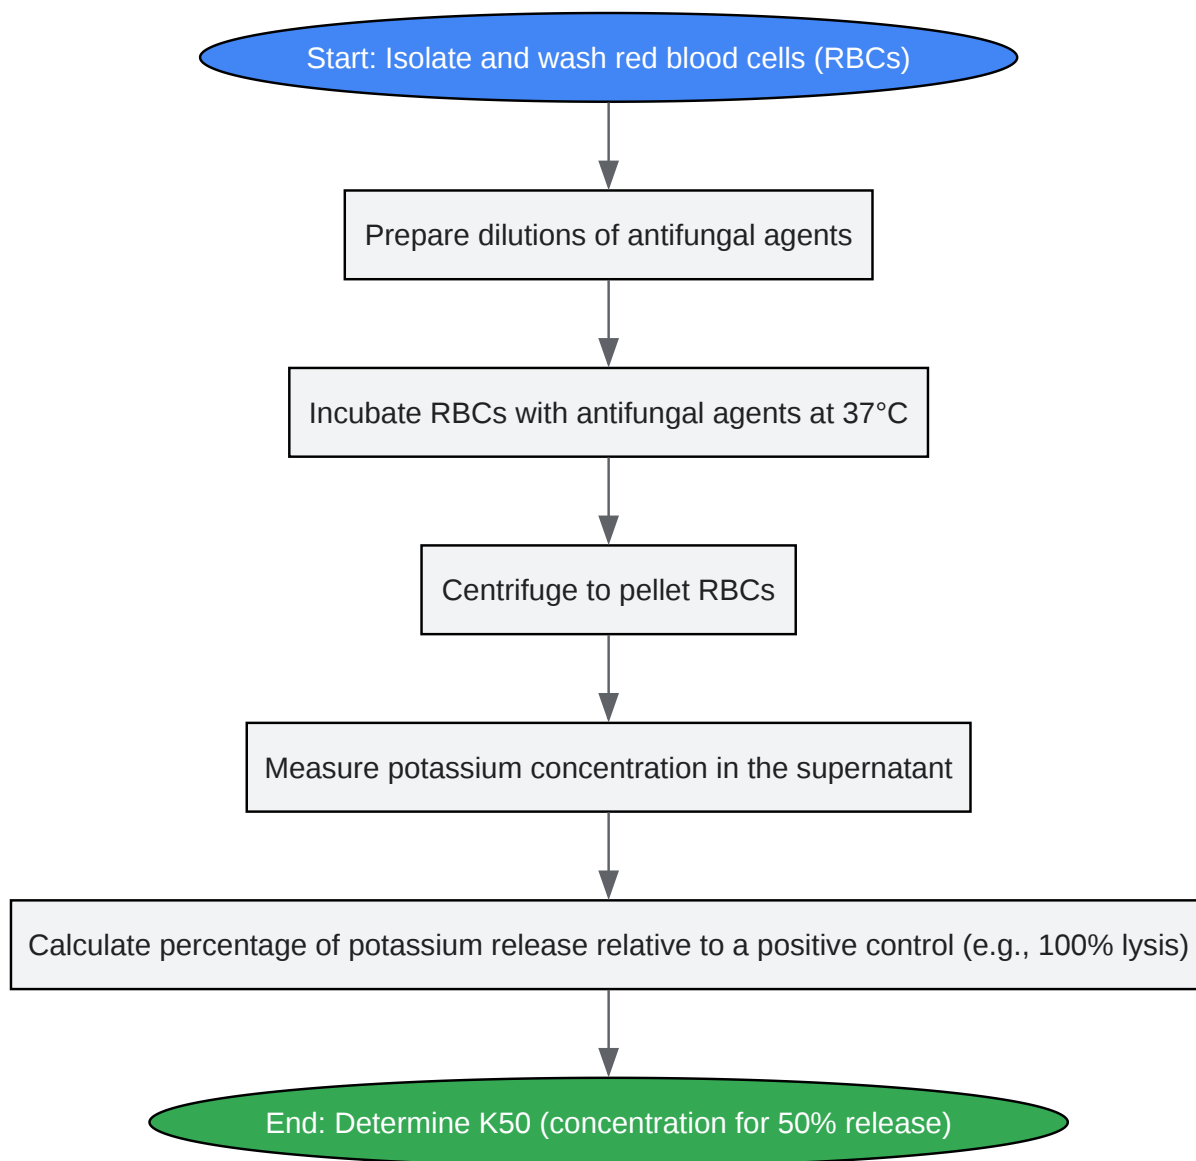 Start: Isolate and wash red blood cells (RBCs)
Prepare dilutions of antifungal agents
Incubate RBCs with antifungal agents at 37°C
Centrifuge to pellet RBCs
Measure potassium concentration in the supernatant
Calculate percentage of potassium release relative to a positive control (e.g., 100% lysis)
End: Determine K50 (concentration for 50% release)